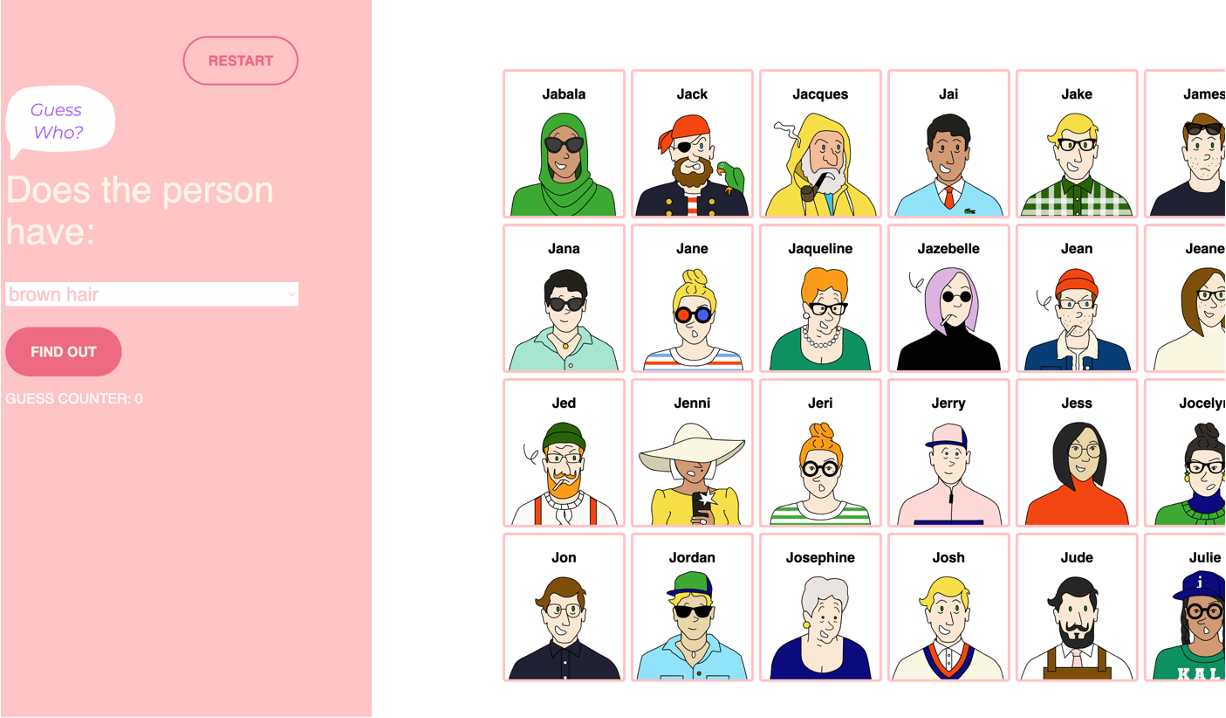 RESTART
Guess
Who?
Does the person
have:
brown hair
FIND OUT
GUESS COUNTER: 0
Jabala Jack Jacques Jai Jake James
Jana Jane Jaqueline Jazebelle Jean Jeane
Jed Jenni Jeri Jerry Jess Jocelyn
Jon Jordan Josephine Josh Jude Julie
j
KAL